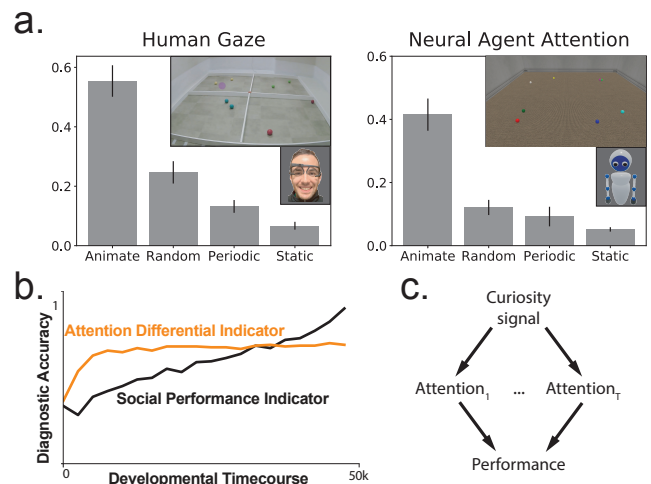 a.
Human Gaze
0.6
0.4
0.2
0.0
Animate Random Periodic Static
Neural Agent Attention
0.6
0.4
0.2
0.0
Animate Random Periodic Static
b.
Diagnostic Accuracy
1
Attention Differential Indicator
Social Performance Indicator
0
Developmental Timecourse
50k
c.
Curiosity
signal
Attention₁ ... Attention_T
Performance